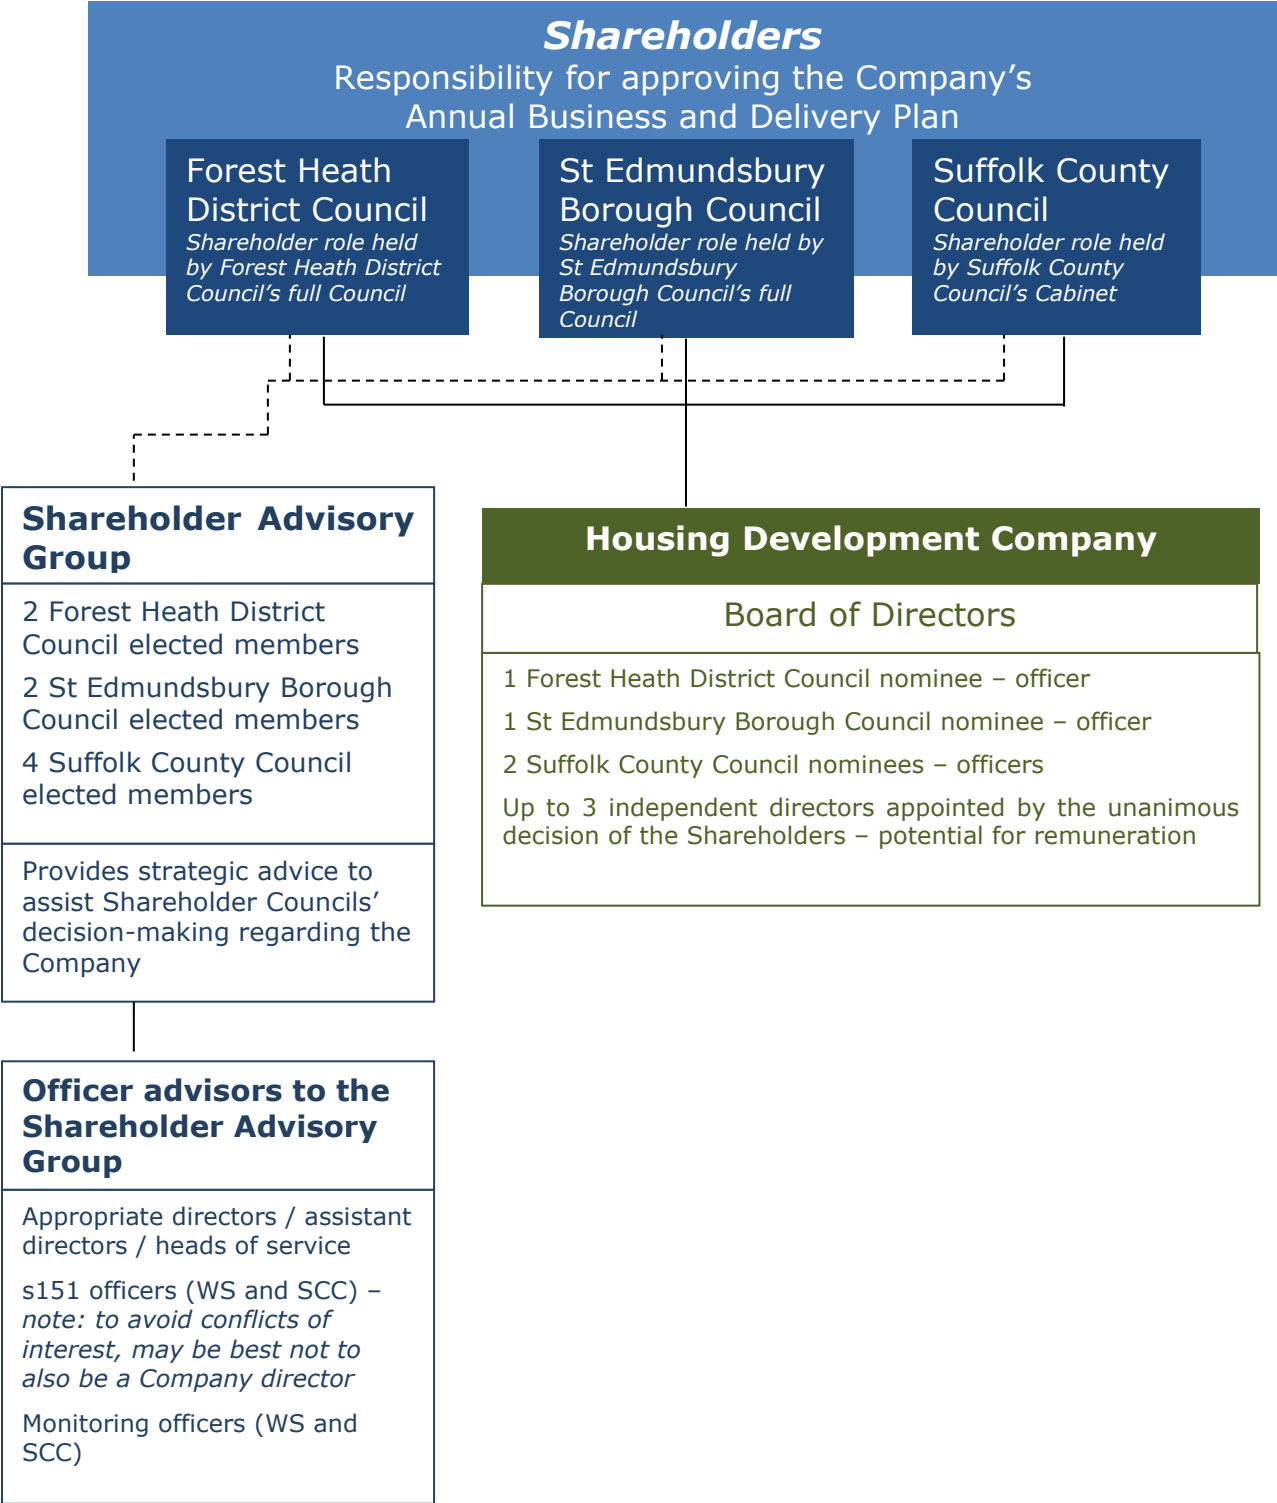 Shareholders
Responsibility for approving the Company’s
Annual Business and Delivery Plan
Forest Heath
District Council
Shareholder role held
by Forest Heath District
Council’s full Council
St Edmundsbury
Borough Council
Shareholder role held by
St Edmundsbury
Borough Council’s full
Council
Suffolk County
Council
Shareholder role held
by Suffolk County
Council’s Cabinet
Shareholder Advisory
Group
2 Forest Heath District
Council elected members
2 St Edmundsbury Borough
Council elected members
4 Suffolk County Council
elected members
Provides strategic advice to
assist Shareholder Councils’
decision-making regarding the
Company
Housing Development Company
Board of Directors
1 Forest Heath District Council nominee – officer
1 St Edmundsbury Borough Council nominee – officer
2 Suffolk County Council nominees – officers
Up to 3 independent directors appointed by the unanimous
decision of the Shareholders – potential for remuneration
Officer advisors to the
Shareholder Advisory
Group
Appropriate directors / assistant
directors / heads of service
s151 officers (WS and SCC) –
note: to avoid conflicts of
interest, may be best not to
also be a Company director
Monitoring officers (WS and
SCC)